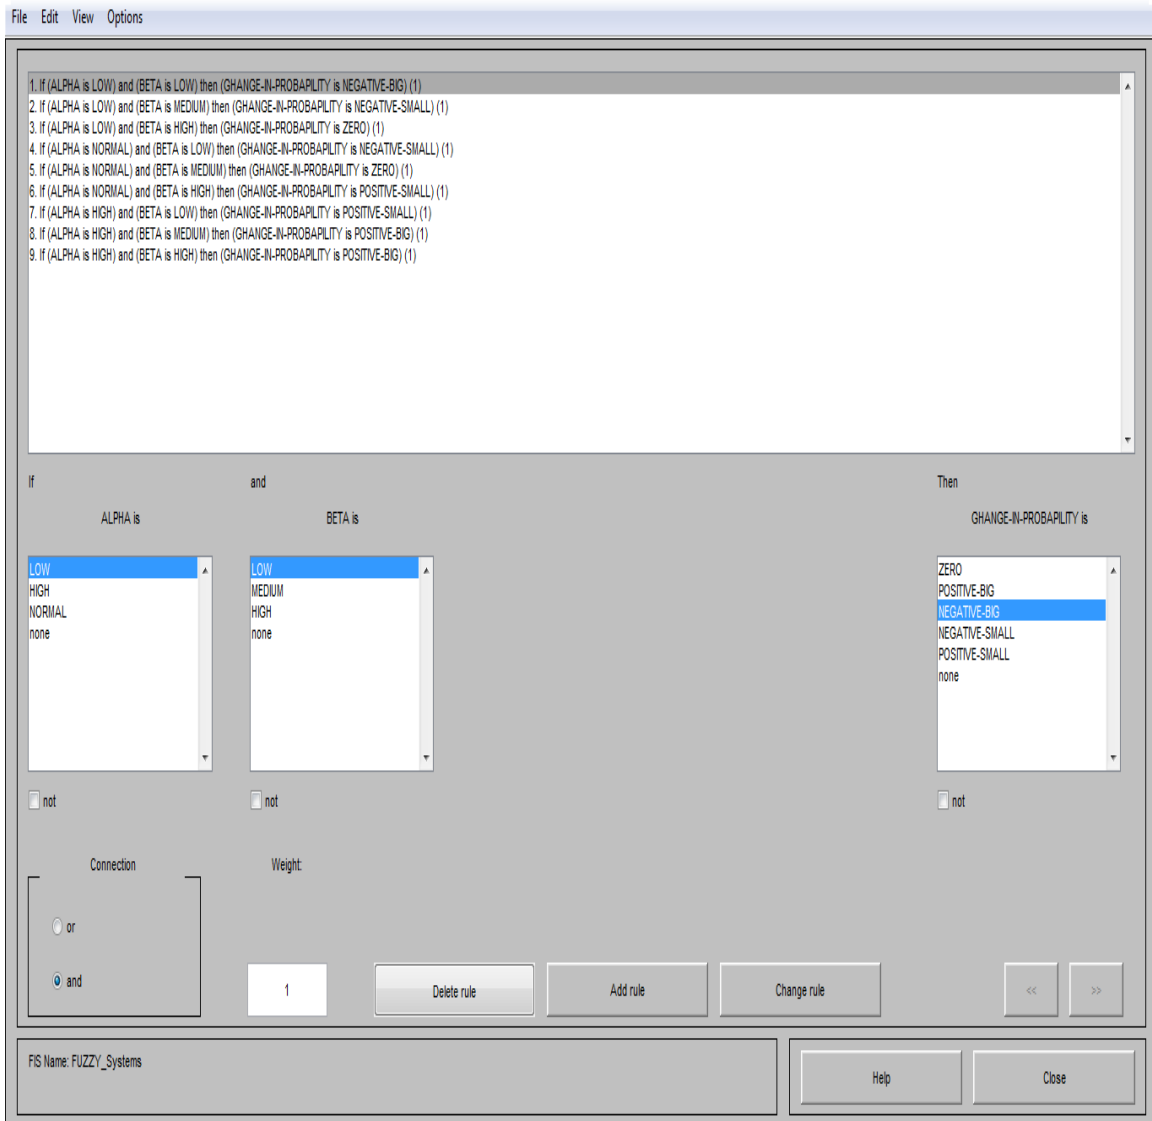 File Edit View Options
1. If (ALPHA is LOW) and (BETA is LOW) then (GHANGE-IN-PROBAPILITY is NEGATIVE-BIG) (1)
2. If (ALPHA is LOW) and (BETA is MEDIUM) then (GHANGE-IN-PROBAPILITY is NEGATIVE-SMALL) (1)
3. If (ALPHA is LOW) and (BETA is HIGH) then (GHANGE-IN-PROBAPILITY is ZERO) (1)
4. If (ALPHA is NORMAL) and (BETA is LOW) then (GHANGE-IN-PROBAPILITY is NEGATIVE-SMALL) (1)
5. If (ALPHA is NORMAL) and (BETA is MEDIUM) then (GHANGE-IN-PROBAPILITY is ZERO) (1)
6. If (ALPHA is NORMAL) and (BETA is HIGH) then (GHANGE-IN-PROBAPILITY is POSITIVE-SMALL) (1)
7. If (ALPHA is HIGH) and (BETA is LOW) then (GHANGE-IN-PROBAPILITY is POSITIVE-SMALL) (1)
8. If (ALPHA is HIGH) and (BETA is MEDIUM) then (GHANGE-IN-PROBAPILITY is POSITIVE-BIG) (1)
9. If (ALPHA is HIGH) and (BETA is HIGH) then (GHANGE-IN-PROBAPILITY is POSITIVE-BIG) (1)
If and Then
ALPHA is BETA is GHANGE-IN-PROBAPILITY is
LOW
HIGH
NORMAL
none
LOW
MEDIUM
HIGH
none
ZERO
POSITIVE-BIG
NEGATIVE-BIG
NEGATIVE-SMALL
POSITIVE-SMALL
none
not not not
Connection Weight:
or
and
1 Delete rule Add rule Change rule << >>
FIS Name: FUZZY_Systems
Help Close